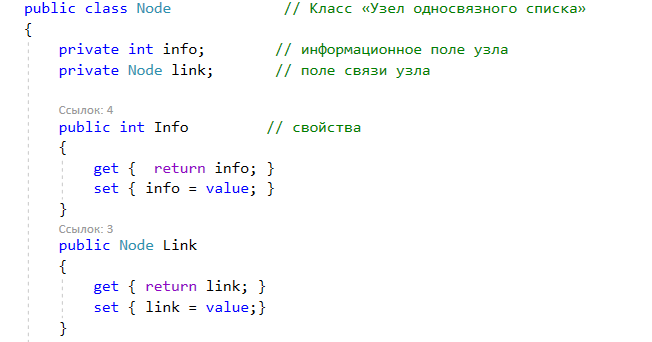 public class Node // Класс «Узел односвязного списка»
{
private int info; // информационное поле узла
private Node link; // поле связи узла
Ссылок: 4
public int Info // свойства
{
get { return info; }
set { info = value; }
}
Ссылок: 3
public Node Link
{
get { return link; }
set { link = value;}
}